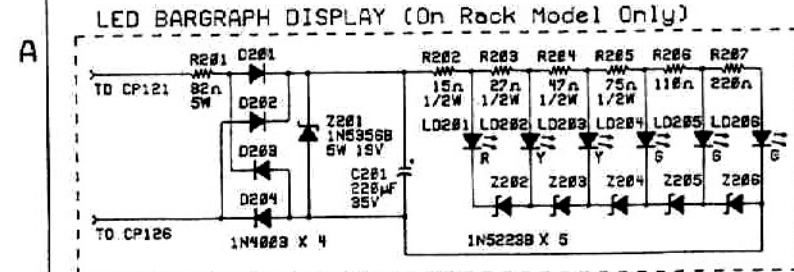 LED BARGRAPH DISPLAY (On Rack Model Only)
A
R201 D201 R202 R203 R204 R205 R206 R207
TO CP121 82Ω 5W
15Ω 1/2W 27Ω 1/2W 47Ω 1/2W 75Ω 1/2W 110Ω 220Ω
D202
Z201
1N5356B
5W 19V
LD201 LD202 LD203 LD204 LD205 LD206
R Y Y G G G
D203
C201
220µF
35V
Z202 Z203 Z204 Z205 Z206
D204
TO CP126
1N4003 X 4
1N5223B X 5